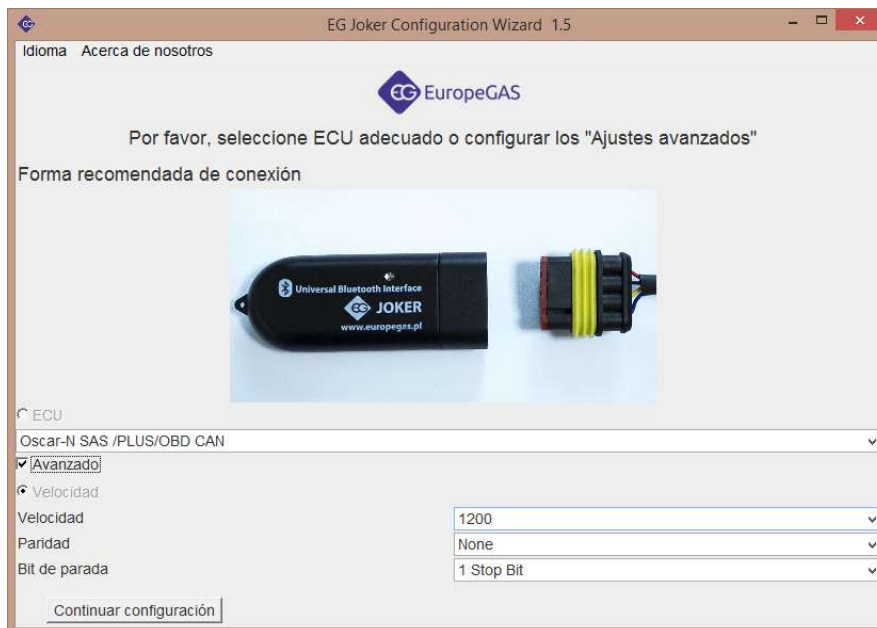 EG Joker Configuration Wizard 1.5
Idioma Acerca de nosotros
EG EuropeGAS
Por favor, seleccione ECU adecuado o configurar los "Ajustes avanzados"
Forma recomendada de conexión
Universal Bluetooth Interface
EG JOKER
www.europegas.pl
ECU
Oscar-N SAS /PLUS/OBD CAN
Avanzado
Velocidad
Velocidad 1200
Paridad None
Bit de parada 1 Stop Bit
Continuar configuración